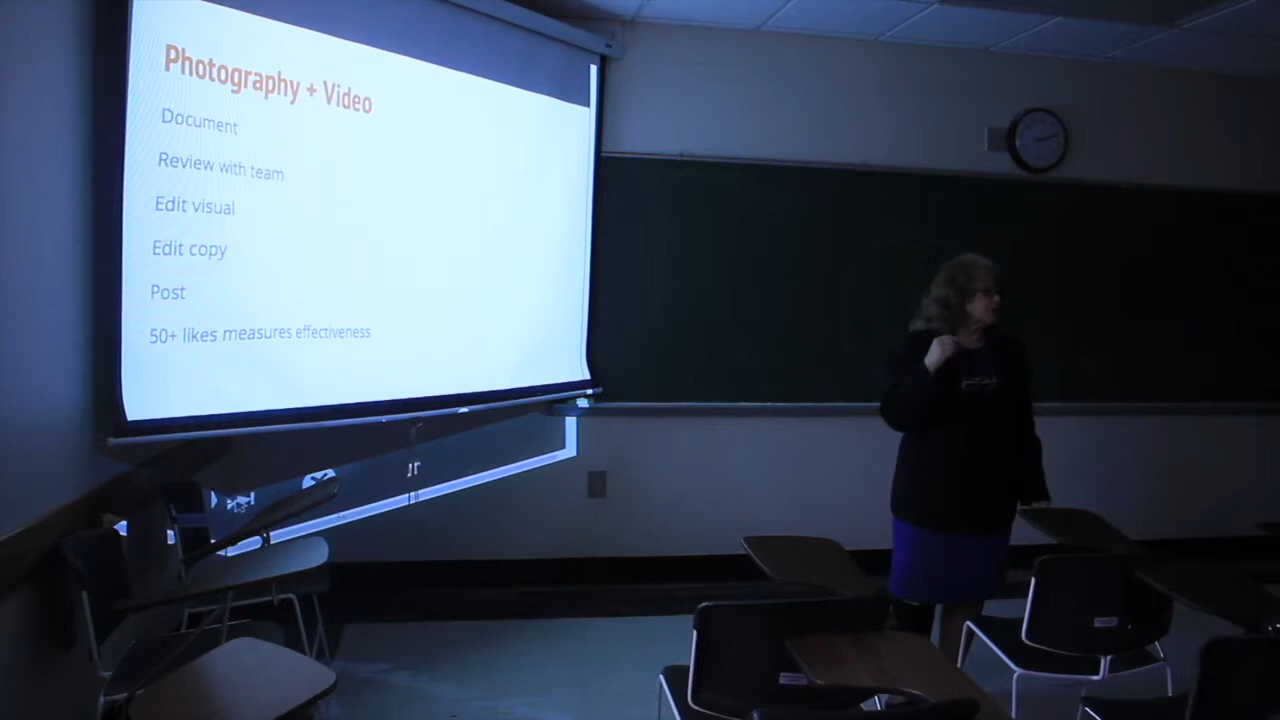 Photography + Video
Document
Review with team
Edit visual
Edit copy
Post
50+ likes measures effectiveness